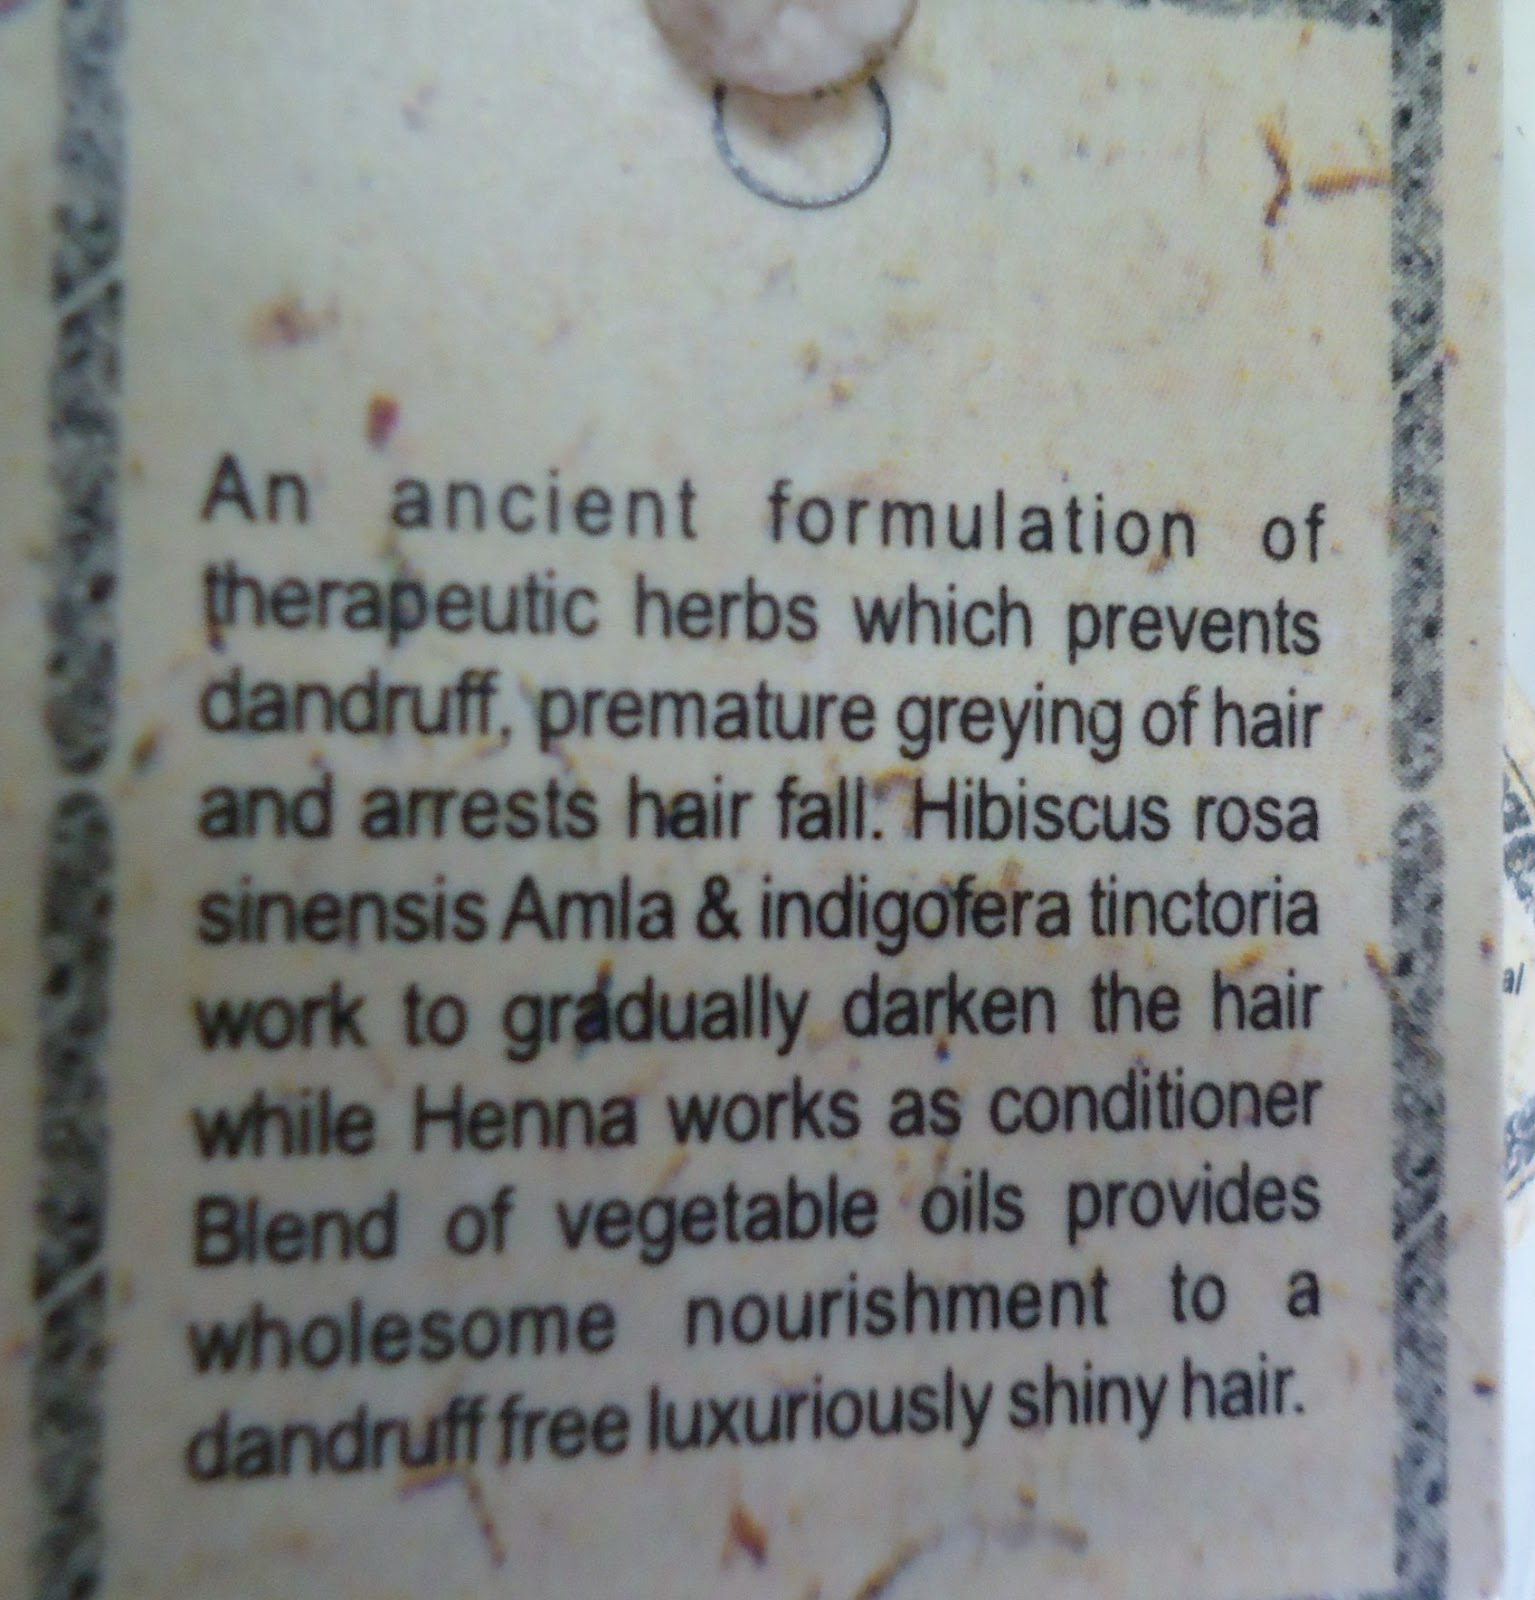 An ancient formulation of
therapeutic herbs which prevents
dandruff, premature greying of hair
and arrests hair fall. Hibiscus rosa
sinensis Amla & indigofera tinctoria
work to gradually darken the hair
while Henna works as conditioner
Blend of vegetable oils provides
wholesome nourishment to a
dandruff free luxuriously shiny hair.
al